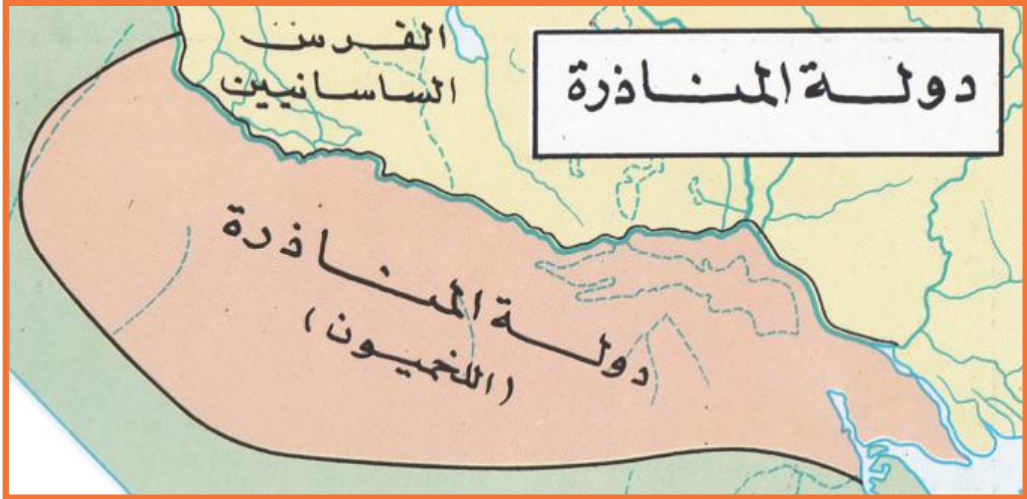 الفرس
الساسانيين
دولة المناذرة
دولة المناذرة
(اللخميون)